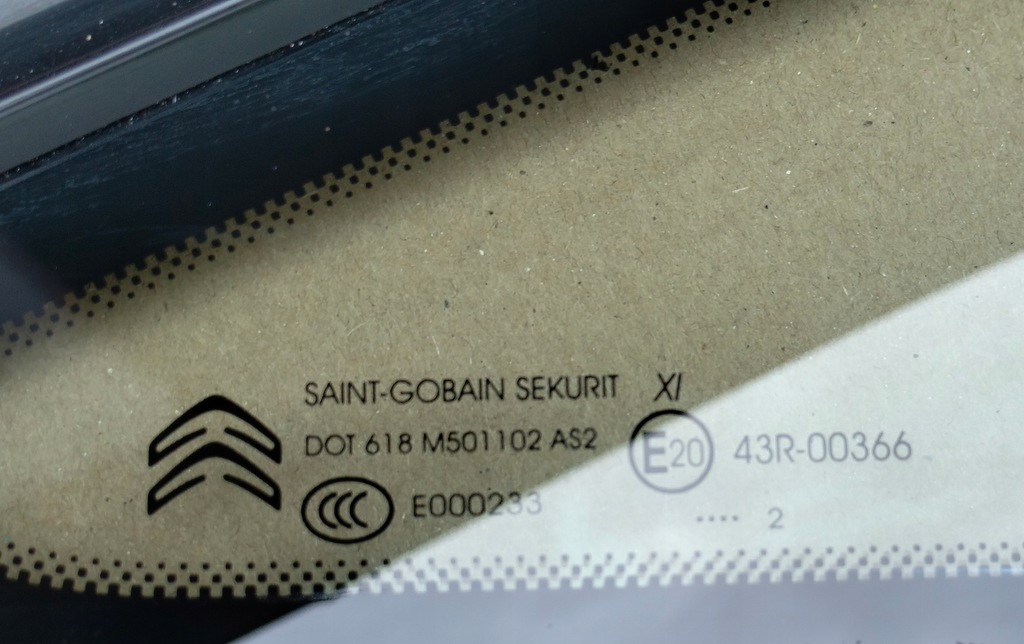 SAINT-GOBAIN SEKURIT XI
DOT 618 M501102 AS2
E20 43R-00366
CCC E000233
.... 2